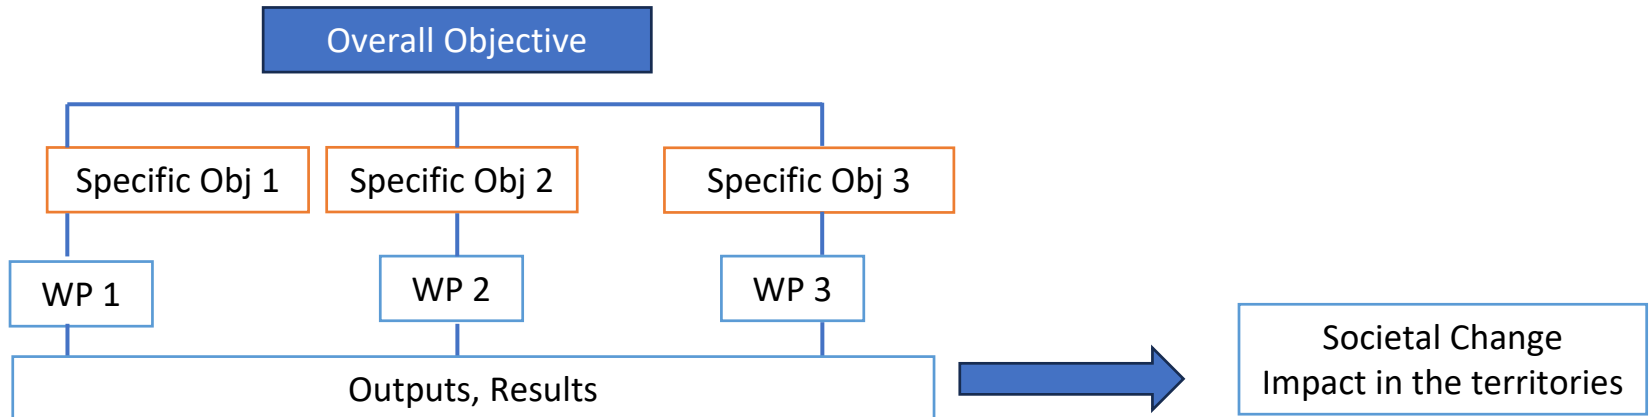 Overall Objective
Specific Obj 1
Specific Obj 2
Specific Obj 3
WP 1
WP 2
WP 3
Outputs, Results
Societal Change
Impact in the territories